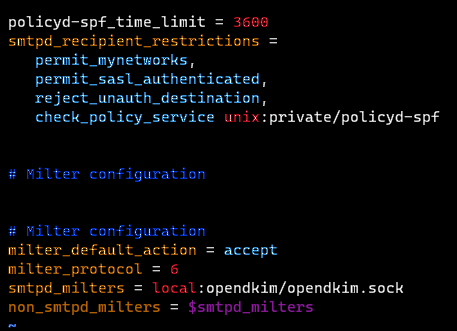 policyd-spf_time_limit = 3600
smtpd_recipient_restrictions =
permit_mynetworks,
permit_sasl_authenticated,
reject_unauth_destination,
check_policy_service unix:private/policyd-spf
# Milter configuration
# Milter configuration
milter_default_action = accept
milter_protocol = 6
smtpd_milters = local:opendkim/opendkim.sock
non_smtpd_milters = $smtpd_milters
~